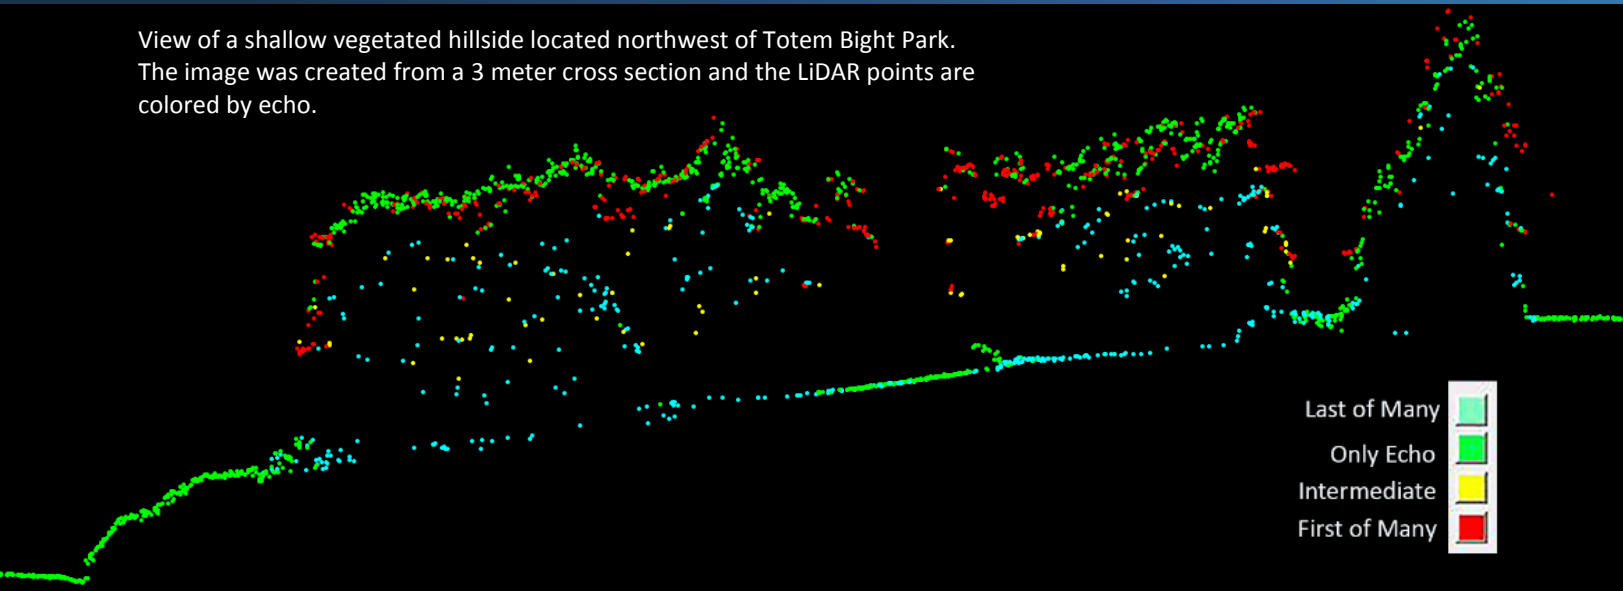 View of a shallow vegetated hillside located northwest of Totem Bight Park.
The image was created from a 3 meter cross section and the LiDAR points are
colored by echo.
Last of Many
Only Echo
Intermediate
First of Many